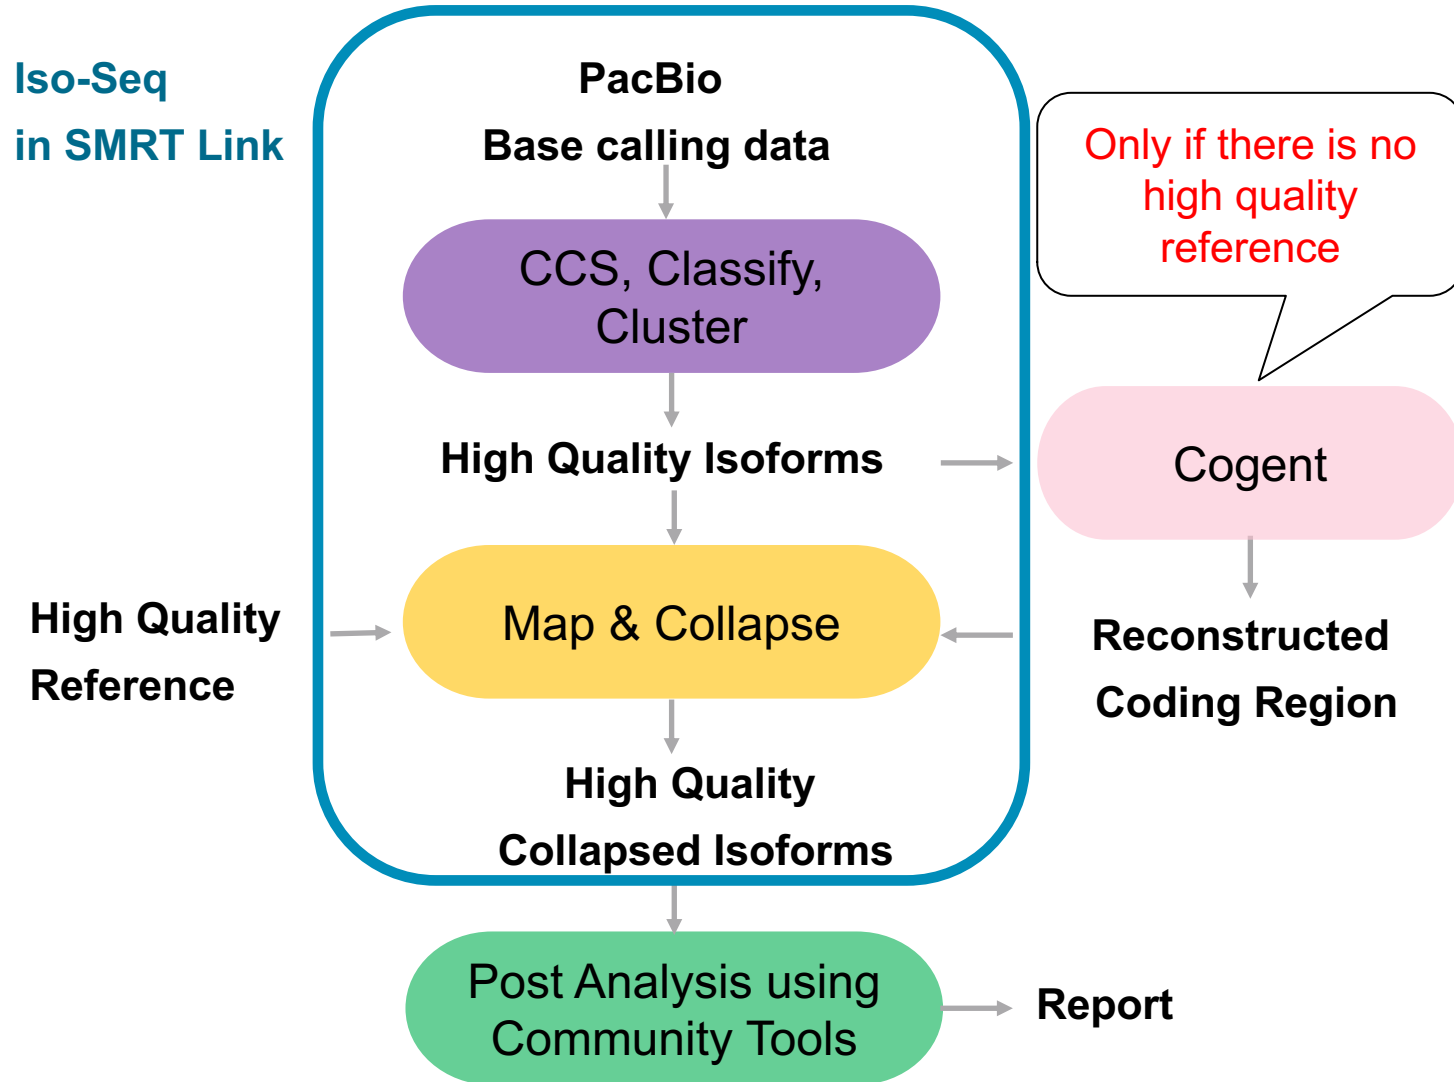 Iso-Seq
in SMRT Link
PacBio
Base calling data
Only if there is no
high quality
reference
CCS, Classify,
Cluster
High Quality Isoforms
Cogent
High Quality
Reference
Map & Collapse
Reconstructed
Coding Region
High Quality
Collapsed Isoforms
Post Analysis using
Community Tools
Report